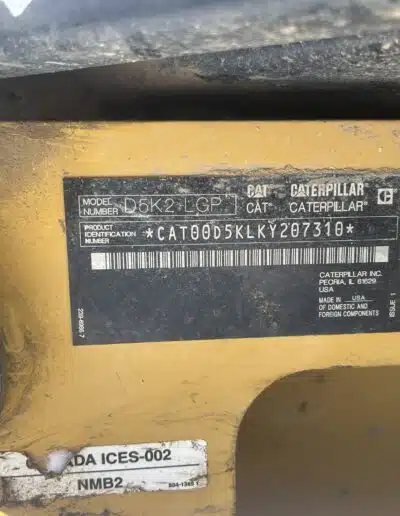 MODEL NUMBER D5K2 LGP
CAT CATERPILLAR
CAT® CATERPILLAR®
PRODUCT IDENTIFICATION NUMBER
*CAT00D5KLKY207310*
CATERPILLAR INC.
PEORIA, IL 61629
USA
MADE IN USA
OF DOMESTIC AND
FOREIGN COMPONENTS
ISSUE 1
ADA ICES-002
NMB2